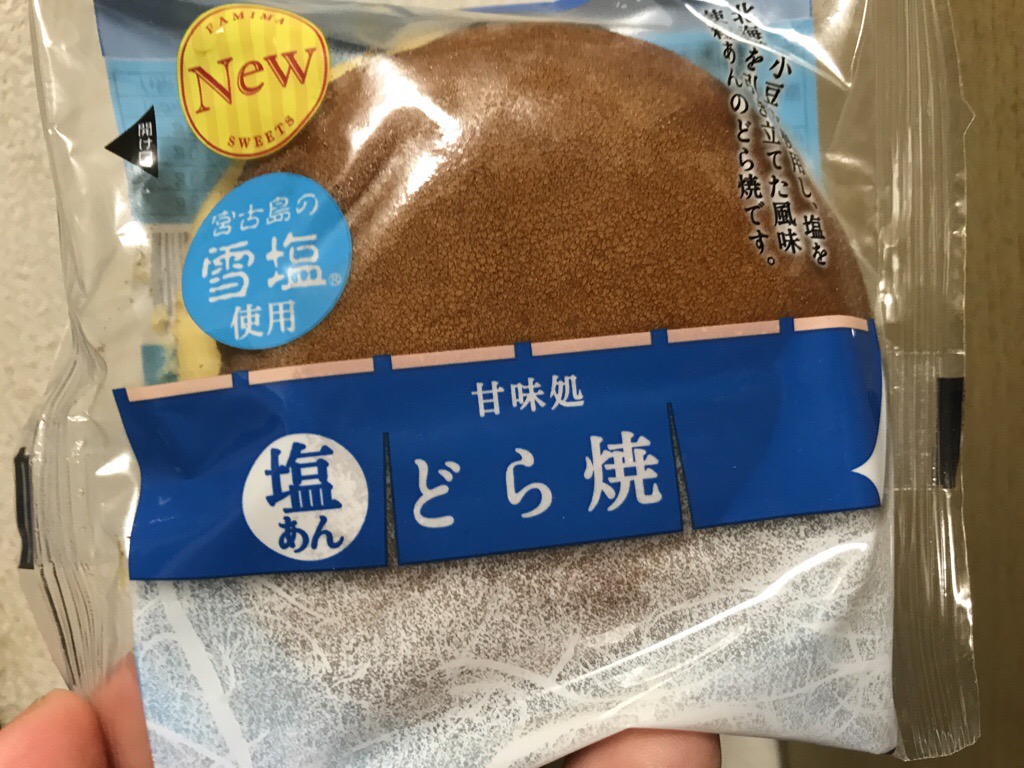 FAMIMA
New
SWEETS
開け口
宮古島の
雪塩®
使用
塩を
立てた風味
あんのどら焼です。
甘味処
塩
あん
どら焼